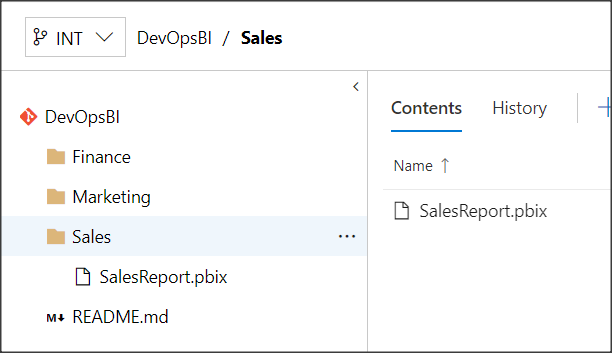 INT DevOpsBI / Sales
DevOpsBI
Finance
Marketing
Sales
SalesReport.pbix
README.md
Contents History
Name ↑
SalesReport.pbix